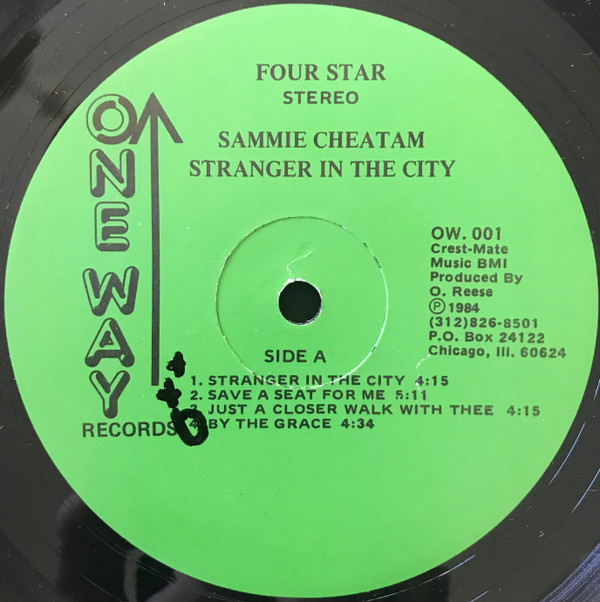 FOUR STAR
STEREO
SAMMIE CHEATAM
STRANGER IN THE CITY
ONE WAY
RECORDS
OW. 001
Crest-Mate
Music BMI
Produced By
O. Reese
Ⓟ 1984
(312)826-8501
P.O. Box 24122
Chicago, Ill. 60624
SIDE A
1. STRANGER IN THE CITY 4:15
2. SAVE A SEAT FOR ME 5:11
JUST A CLOSER WALK WITH THEE 4:15
BY THE GRACE 4:34